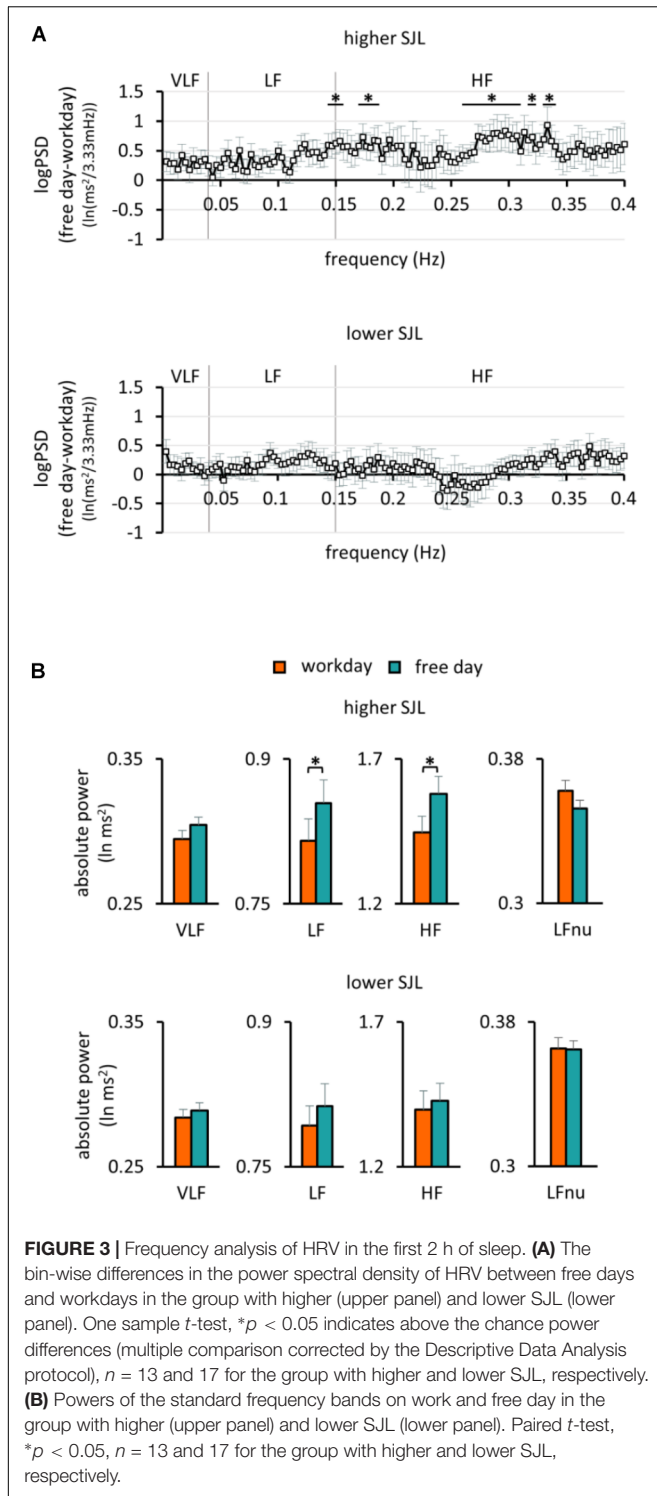 A
higher SJL
VLF LF HF
* * * * *
logPSD
(free day-workday)
(ln(ms²/3.33mHz))
1.5
1
0.5
0
-0.5
-1
0.05 0.1 0.15 0.2 0.25 0.3 0.35 0.4
frequency (Hz)
lower SJL
VLF LF HF
logPSD
(free day-workday)
(ln(ms²/3.33mHz))
1.5
1
0.5
0
-0.5
-1
0.05 0.1 0.15 0.2 0.25 0.3 0.35 0.4
frequency (Hz)
B
workday free day
higher SJL
absolute power
(ln ms²)
0.35 0.9 1.7 0.38
* *
0.25 0.75 1.2 0.3
VLF LF HF LFnu
lower SJL
absolute power
(ln ms²)
0.35 0.9 1.7 0.38
0.25 0.75 1.2 0.3
VLF LF HF LFnu
FIGURE 3 | Frequency analysis of HRV in the first 2 h of sleep. (A) The
bin-wise differences in the power spectral density of HRV between free days
and workdays in the group with higher (upper panel) and lower SJL (lower
panel). One sample t-test, *p < 0.05 indicates above the chance power
differences (multiple comparison corrected by the Descriptive Data Analysis
protocol), n = 13 and 17 for the group with higher and lower SJL, respectively.
(B) Powers of the standard frequency bands on work and free day in the
group with higher (upper panel) and lower SJL (lower panel). Paired t-test,
*p < 0.05, n = 13 and 17 for the group with higher and lower SJL,
respectively.